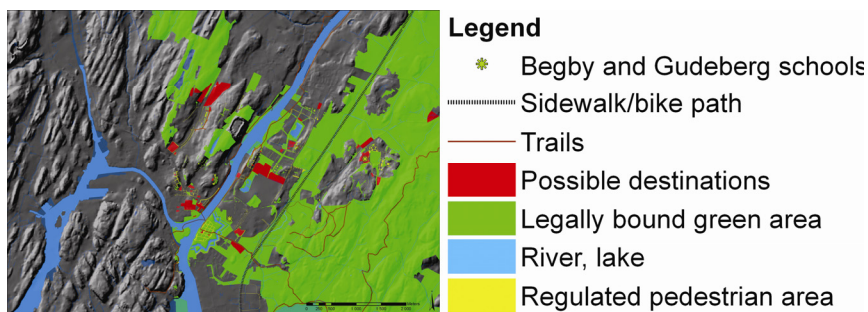 Legend
Begby and Gudeberg schools
Sidewalk/bike path
Trails
Possible destinations
Legally bound green area
River, lake
Regulated pedestrian area